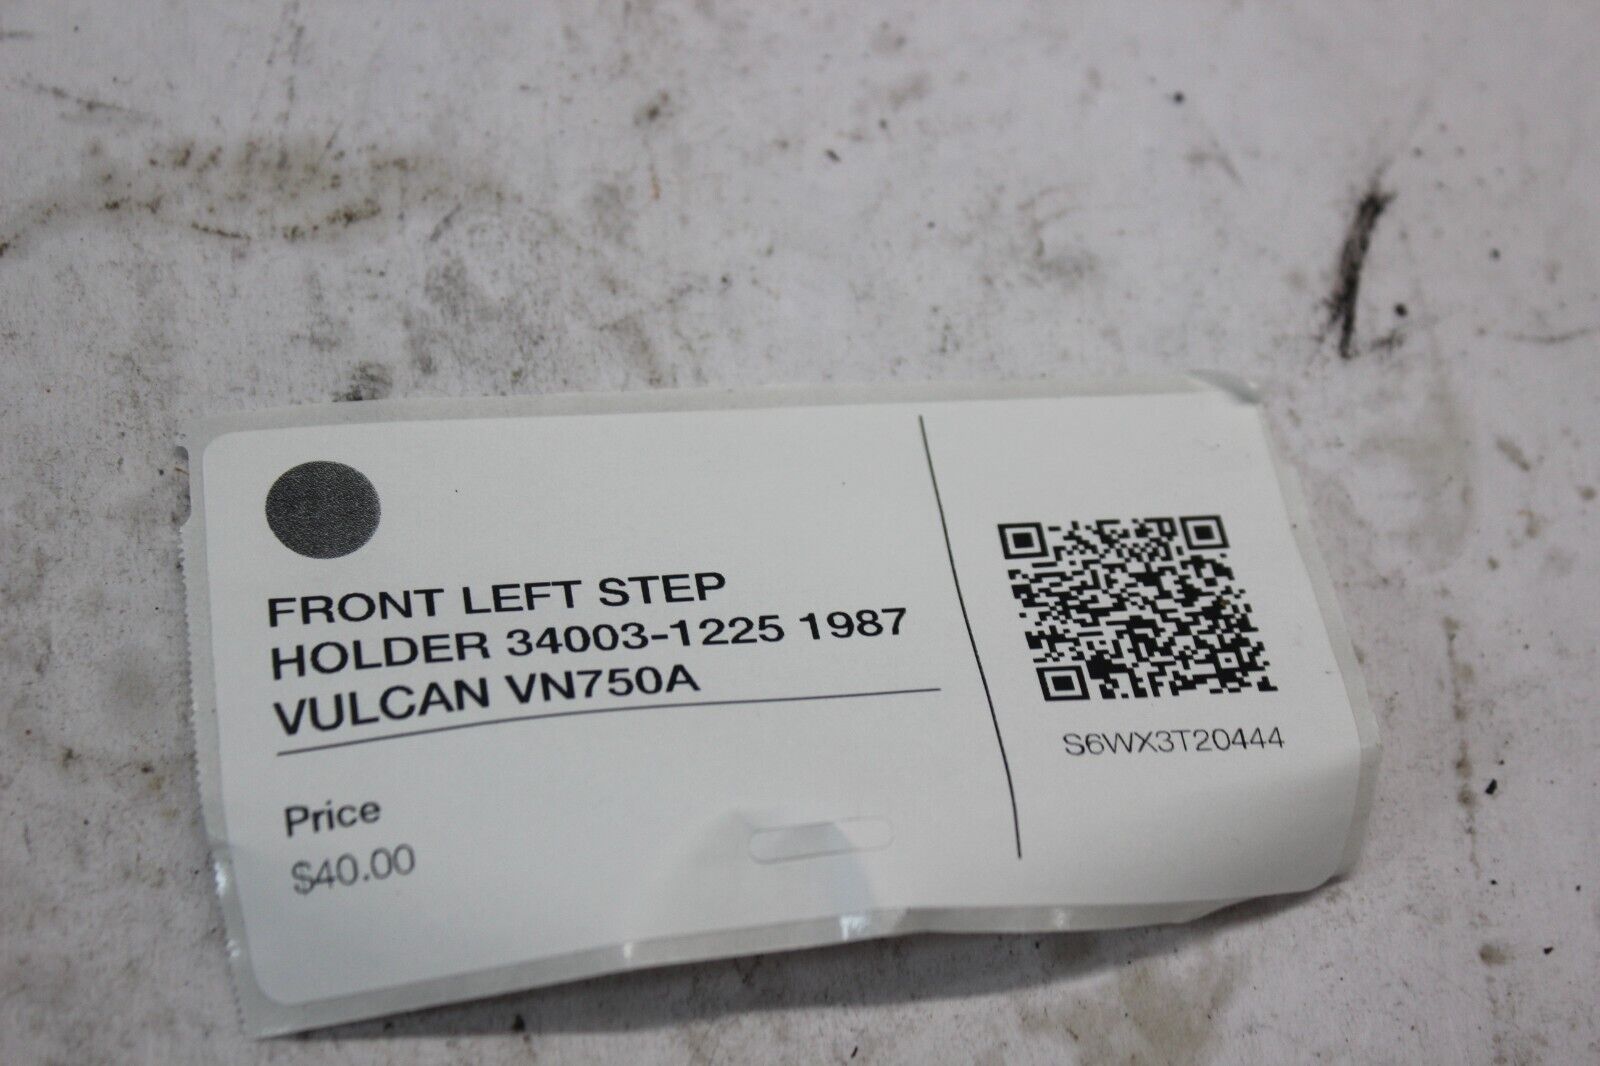 FRONT LEFT STEP
HOLDER 34003-1225 1987
VULCAN VN750A
Price
$40.00
S6WX3T20444